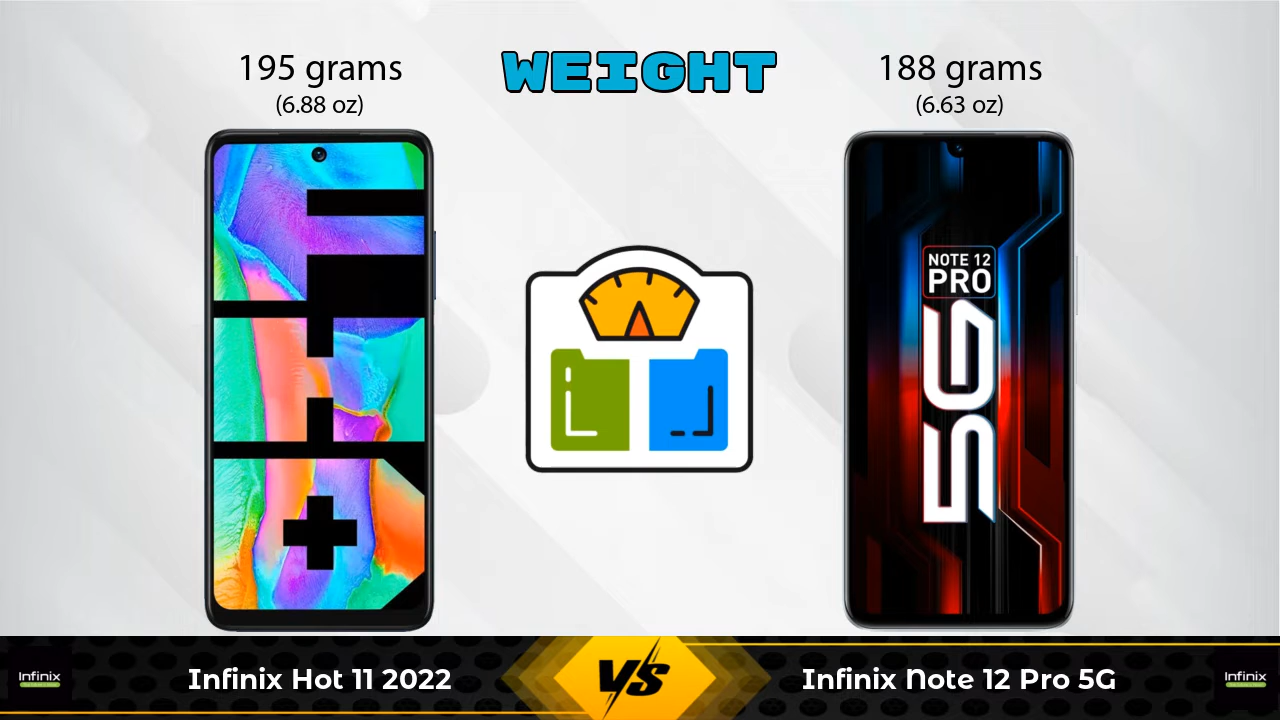 195 grams
(6.88 oz)
WEIGHT
188 grams
(6.63 oz)
NOTE 12
PRO
5G
Infinix
Infinix Hot 11 2022
VS
Infinix Note 12 Pro 5G
Infinix